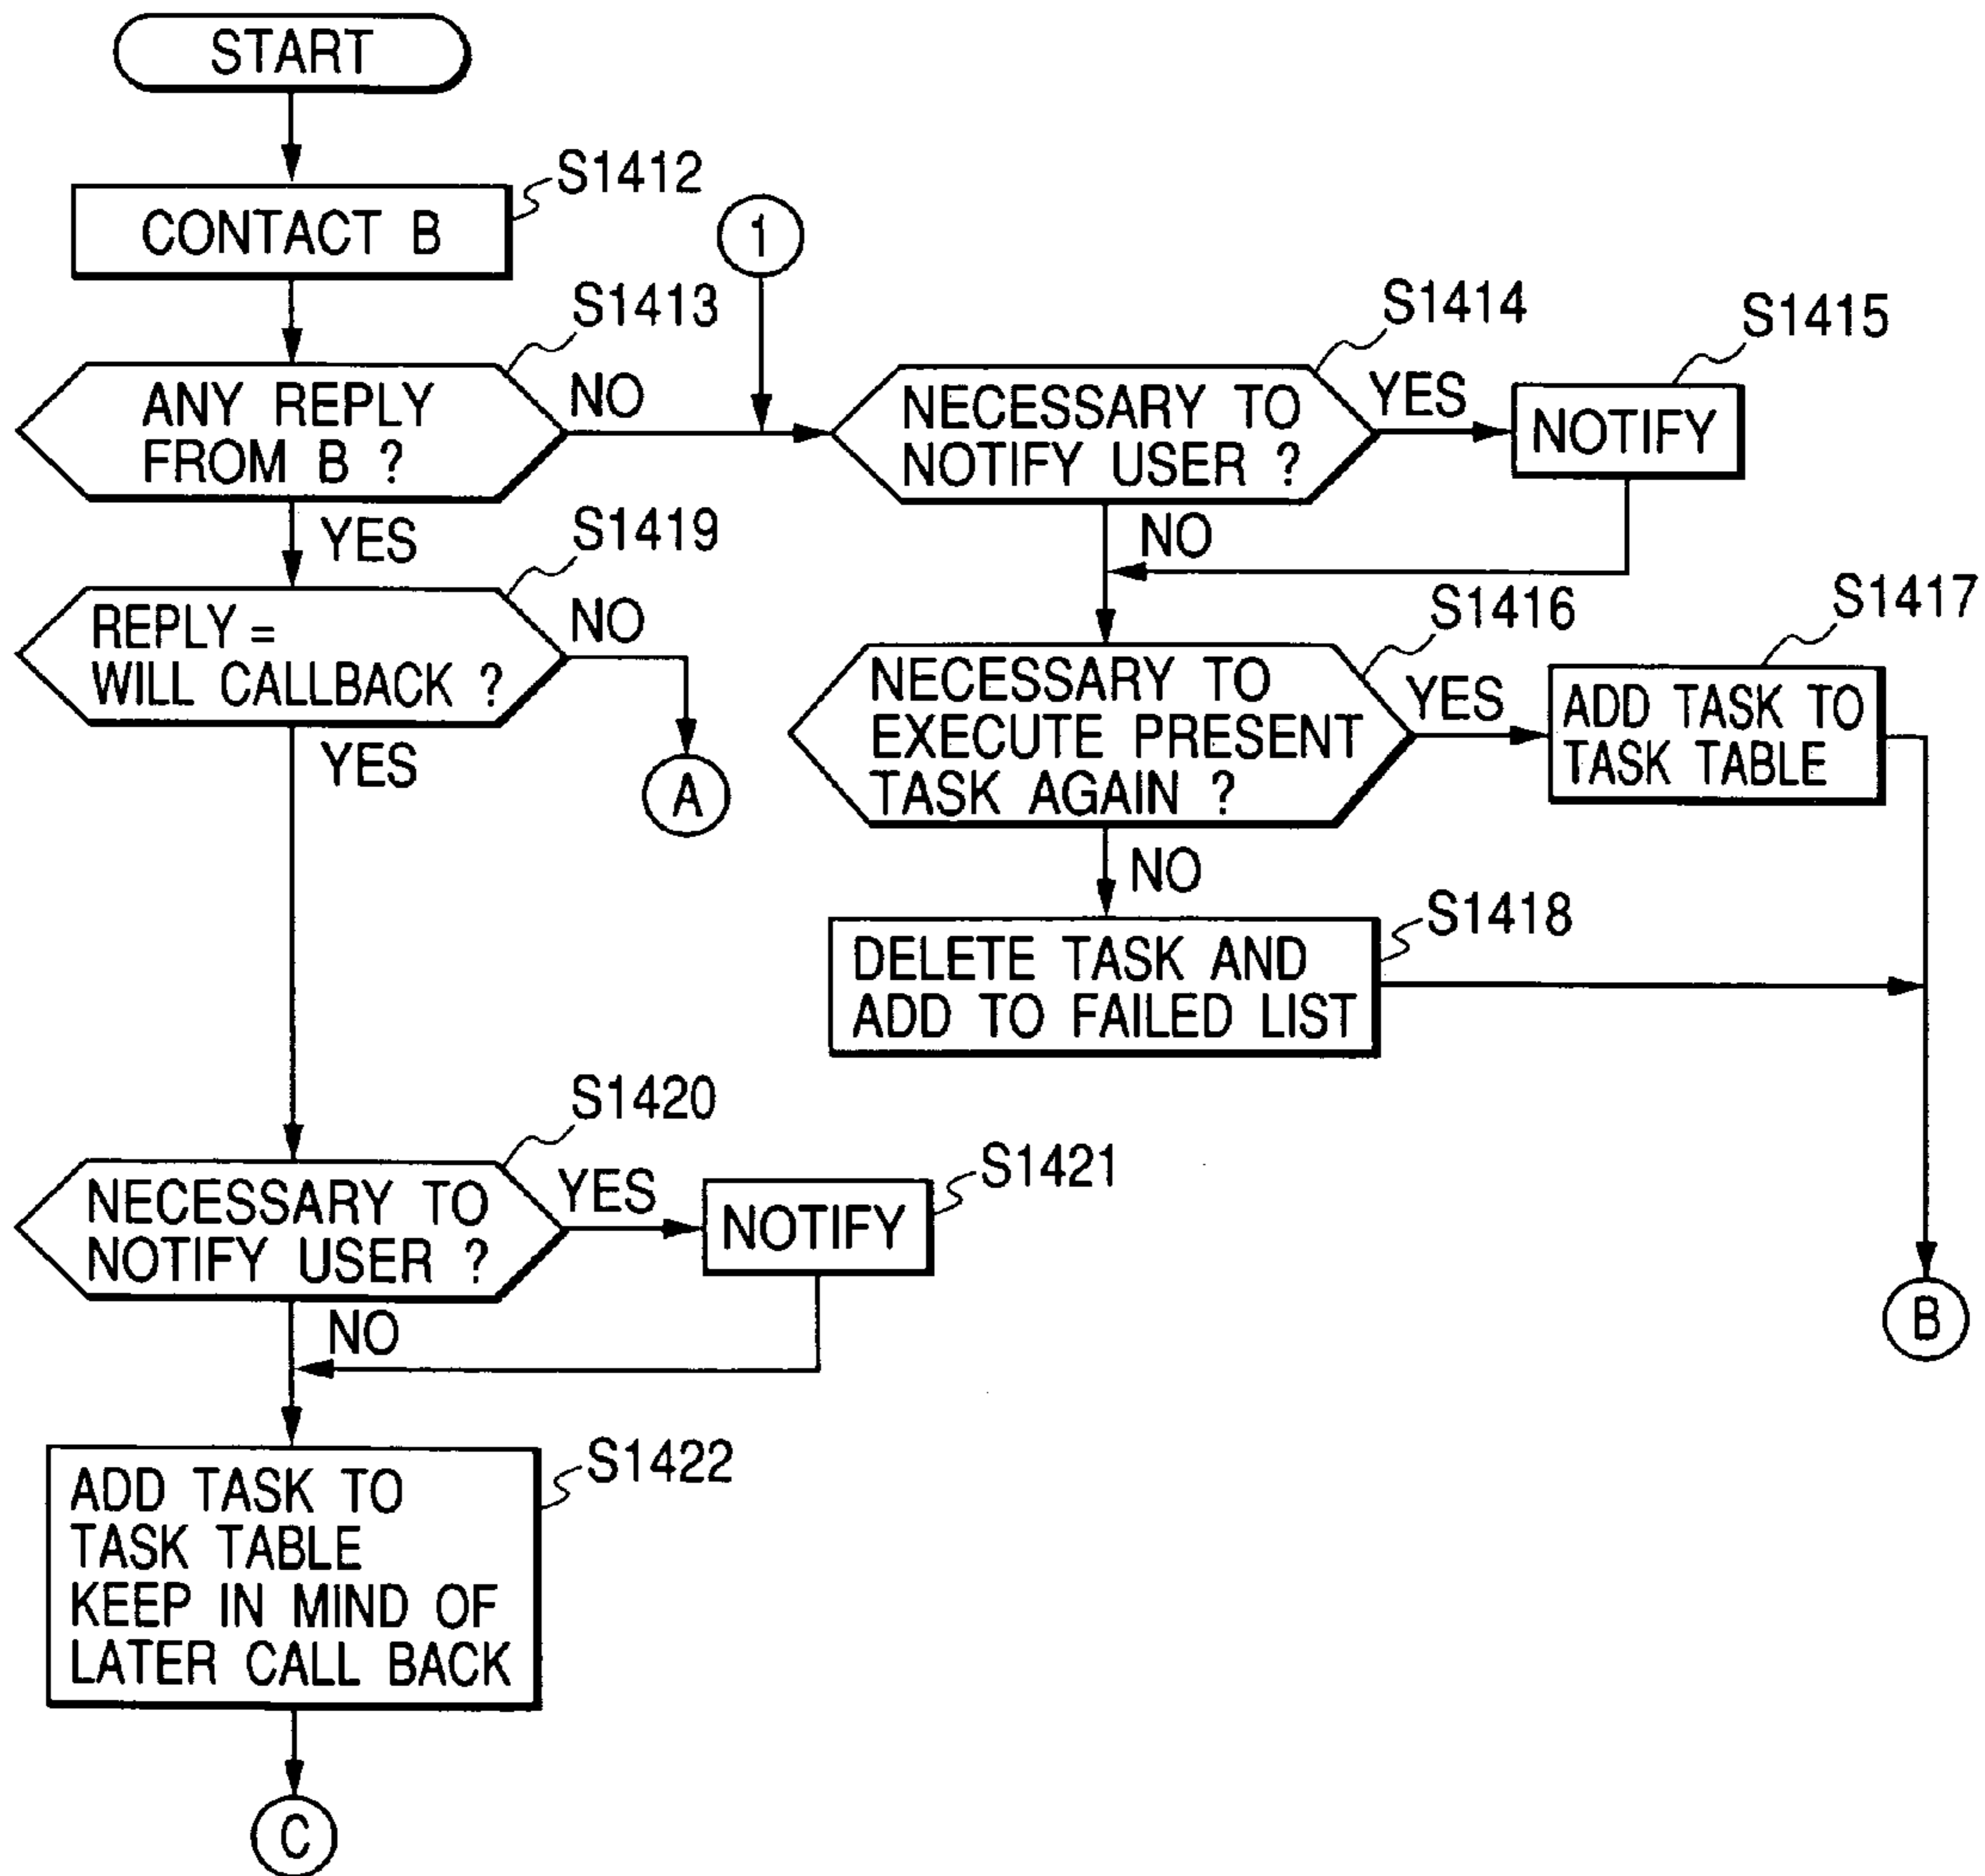 START
S1412
CONTACT B
1
S1413
ANY REPLY
FROM B ?
NO
YES
S1414
NECESSARY TO
NOTIFY USER ?
YES
NO
S1415
NOTIFY
S1419
REPLY =
WILL CALLBACK ?
NO
YES
A
S1416
NECESSARY TO
EXECUTE PRESENT
TASK AGAIN ?
YES
NO
S1417
ADD TASK TO
TASK TABLE
S1418
DELETE TASK AND
ADD TO FAILED LIST
B
S1420
NECESSARY TO
NOTIFY USER ?
YES
NO
S1421
NOTIFY
S1422
ADD TASK TO
TASK TABLE
KEEP IN MIND OF
LATER CALL BACK
C